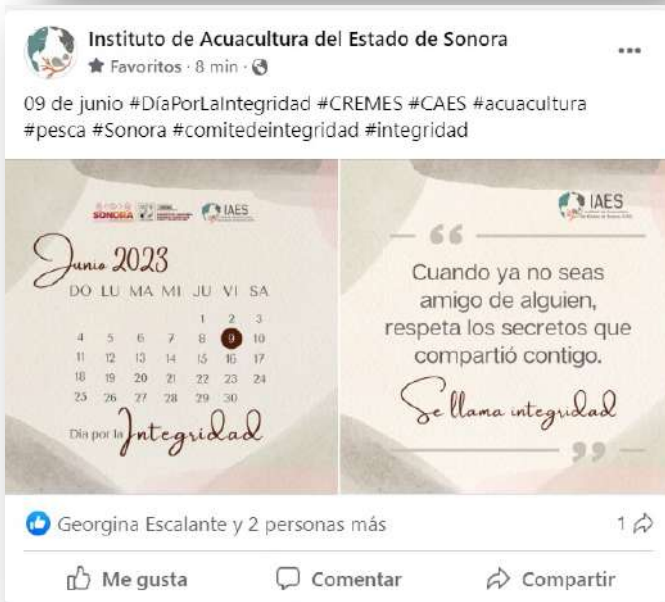 Instituto de Acuacultura del Estado de Sonora
Favoritos · 8 min ·
09 de junio #DíaPorLaIntegridad #CREMES #CAES #acuacultura
#pesca #Sonora #comitedeintegridad #integridad
SONORA
IAES
Junio 2023
DO LU MA MI JU VI SA
1 2 3
4 5 6 7 8 9 10
11 12 13 14 15 16 17
18 19 20 21 22 23 24
25 26 27 28 29 30
Día por la Integridad
IAES
“
Cuando ya no seas
amigo de alguien,
respeta los secretos que
compartió contigo.
Se llama integridad
”
Georgina Escalante y 2 personas más
1
Me gusta
Comentar
Compartir